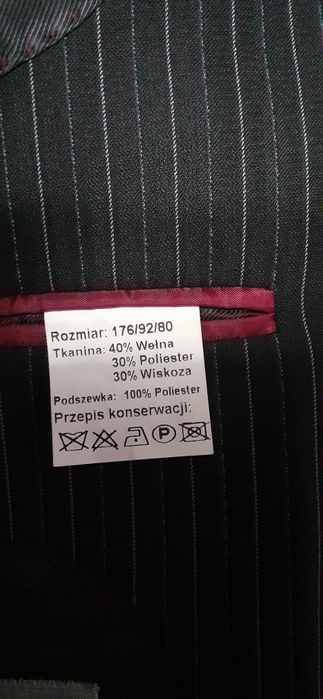 Rozmiar: 176/92/80
Tkanina: 40% Wełna
30% Poliester
30% Wiskoza
Podszewka: 100% Poliester
Przepis konserwacji:
P